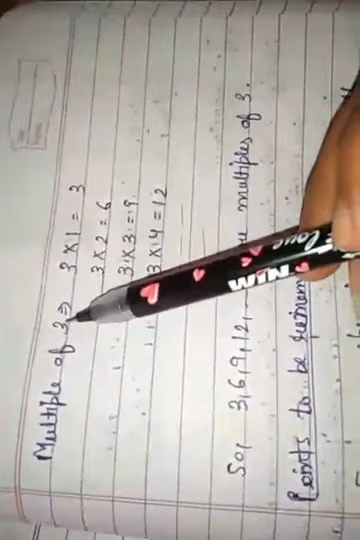 Multiple of 3 ⇒ 3 × 1 = 3
3 × 2 = 6
3 × 3 = 9
3 × 4 = 12
So, 3, 6, 9, 12, multiples of 3.
Points to be
love
WIN